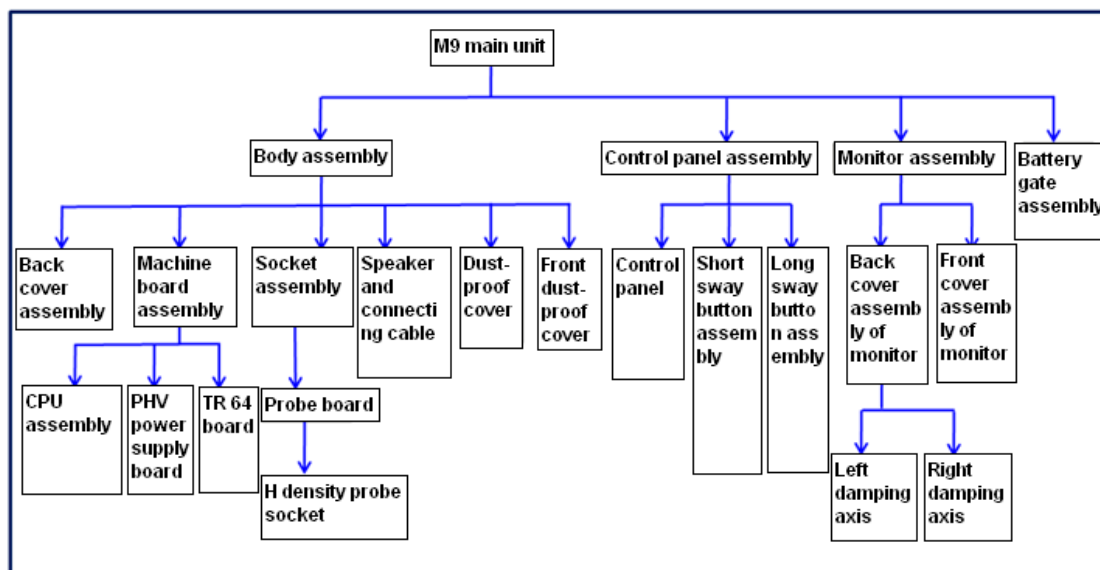 M9 main unit
Body assembly
Control panel assembly
Monitor assembly
Battery
gate
assembly
Back
cover
assembly
Machine
board
assembly
Socket
assembly
Speaker
and
connecti
ng cable
Dust-
proof
cover
Front
dust-
proof
cover
Control
panel
Short
sway
button
assem
bly
Long
sway
butto
n as
sembly
Back
cover
assemb
ly of
monitor
Front
cover
assemb
ly of
monitor
CPU
assembly
PHV
power
supply
board
TR 64
board
Probe board
H density probe
socket
Left
damping
axis
Right
damping
axis